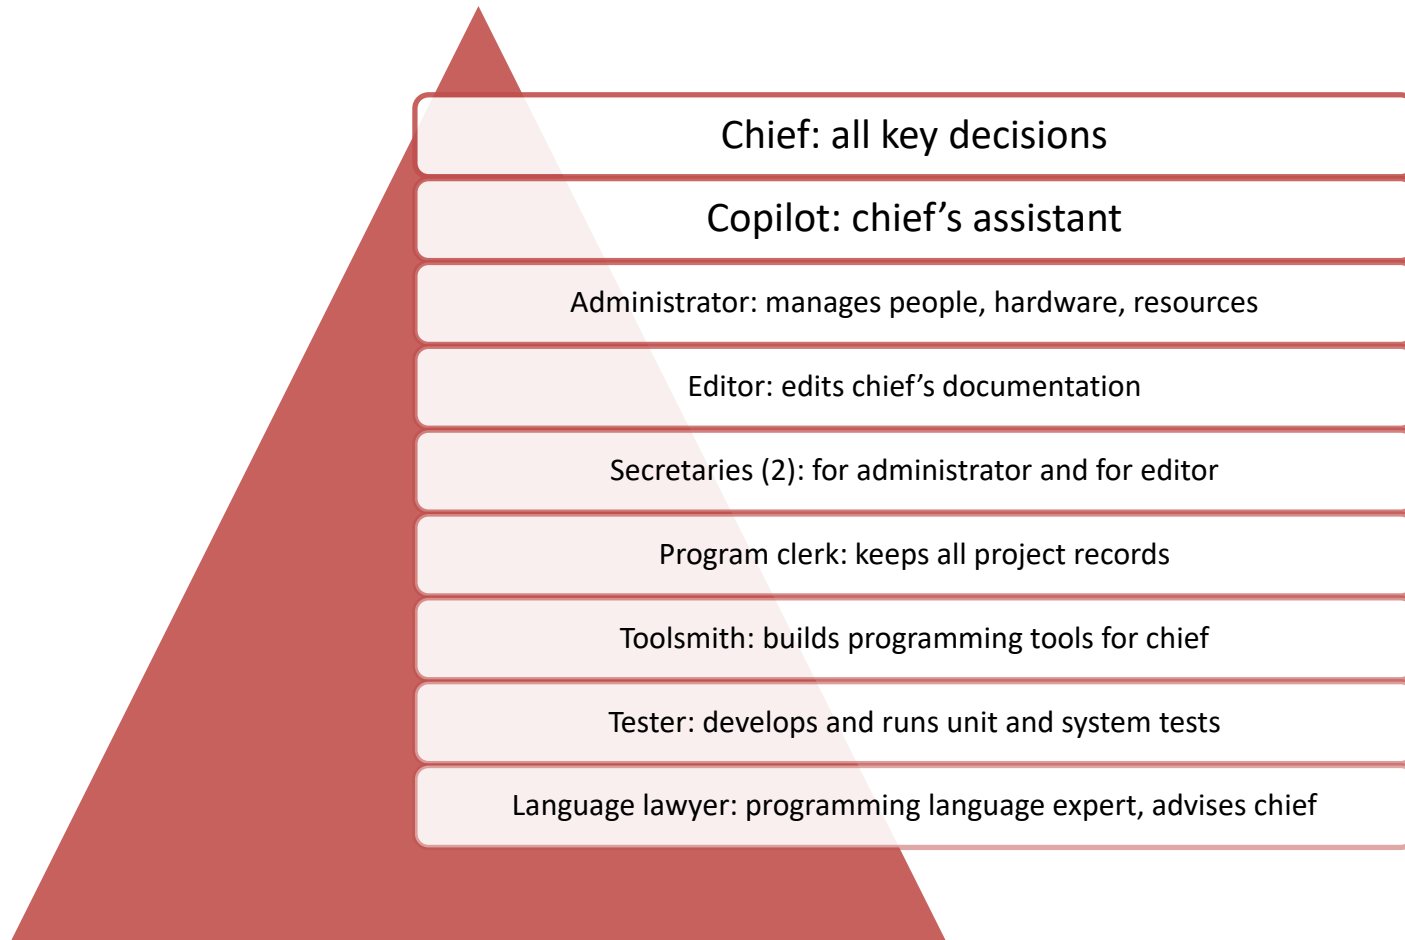 Chief: all key decisions
Copilot: chief’s assistant
Administrator: manages people, hardware, resources
Editor: edits chief’s documentation
Secretaries (2): for administrator and for editor
Program clerk: keeps all project records
Toolsmith: builds programming tools for chief
Tester: develops and runs unit and system tests
Language lawyer: programming language expert, advises chief